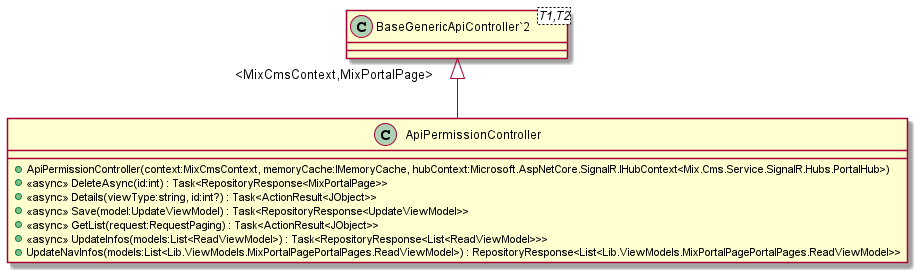 T1,T2
C BaseGenericApiController`2
<MixCmsContext,MixPortalPage>
C ApiPermissionController
ApiPermissionController(context:MixCmsContext, memoryCache:IMemoryCache, hubContext:Microsoft.AspNetCore.SignalR.IHubContext<Mix.Cms.Service.SignalR.Hubs.PortalHub>)
«async» DeleteAsync(id:int) : Task<RepositoryResponse<MixPortalPage>>
«async» Details(viewType:string, id:int?) : Task<ActionResult<JObject>>
«async» Save(model:UpdateViewModel) : Task<RepositoryResponse<UpdateViewModel>>
«async» GetList(request:RequestPaging) : Task<ActionResult<JObject>>
«async» UpdateInfos(models:List<ReadViewModel>) : Task<RepositoryResponse<List<ReadViewModel>>>
UpdateNavInfos(models:List<Lib.ViewModels.MixPortalPagePortalPages.ReadViewModel>) : RepositoryResponse<List<Lib.ViewModels.MixPortalPagePortalPages.ReadViewModel>>